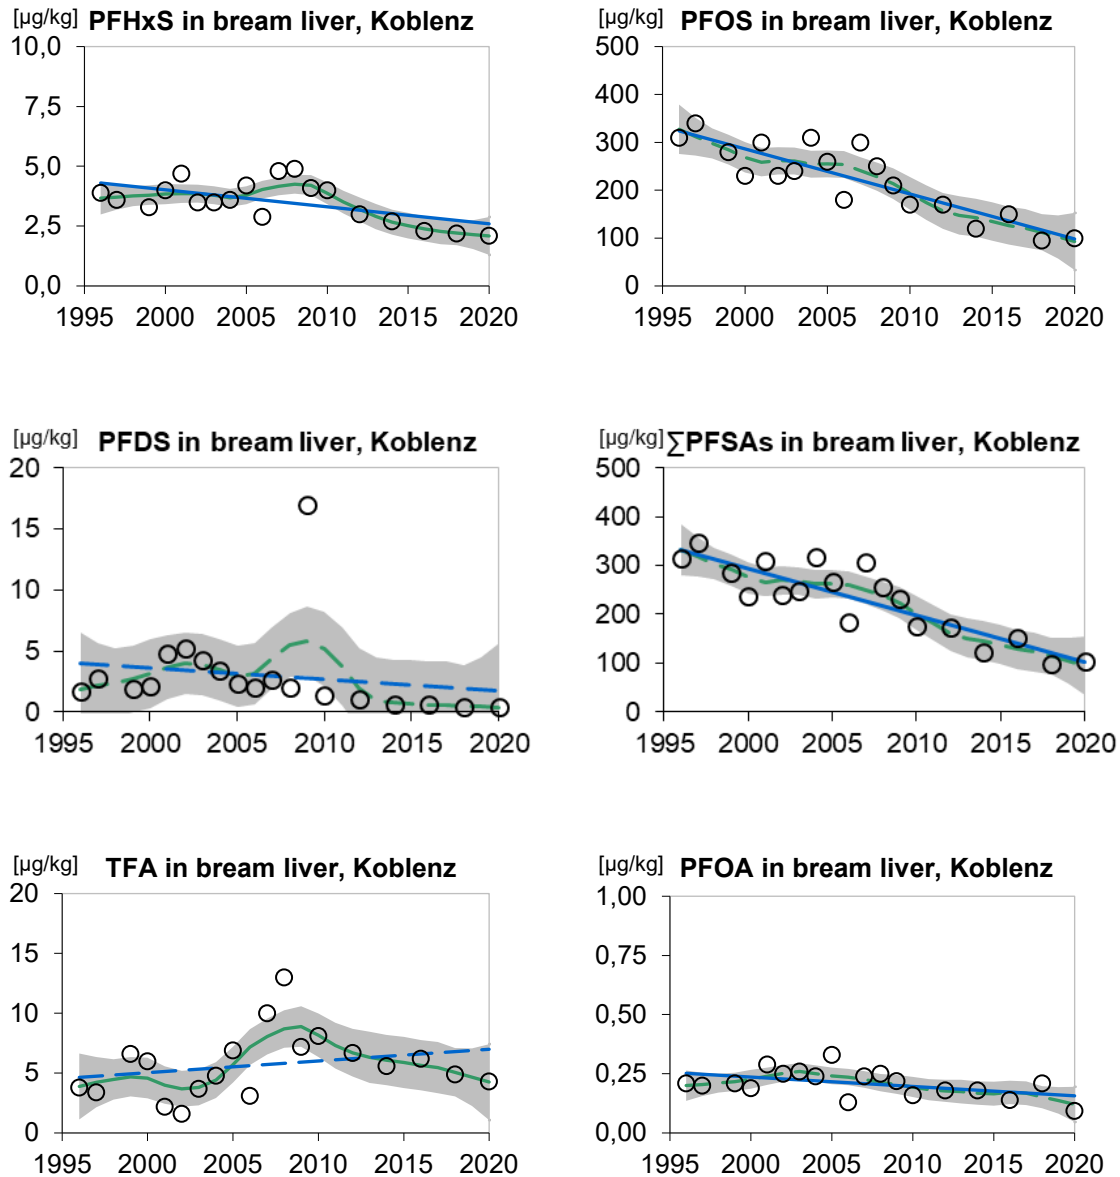 [µg/kg] PFHxS in bream liver, Koblenz
10,0
7,5
5,0
2,5
0,0
1995 2000 2005 2010 2015 2020
[µg/kg] PFOS in bream liver, Koblenz
500
400
300
200
100
0
1995 2000 2005 2010 2015 2020
[µg/kg] PFDS in bream liver, Koblenz
20
15
10
5
0
1995 2000 2005 2010 2015 2020
[µg/kg] ∑PFSAs in bream liver, Koblenz
500
400
300
200
100
0
1995 2000 2005 2010 2015 2020
[µg/kg] TFA in bream liver, Koblenz
20
15
10
5
0
1995 2000 2005 2010 2015 2020
[µg/kg] PFOA in bream liver, Koblenz
1,00
0,75
0,50
0,25
0,00
1995 2000 2005 2010 2015 2020